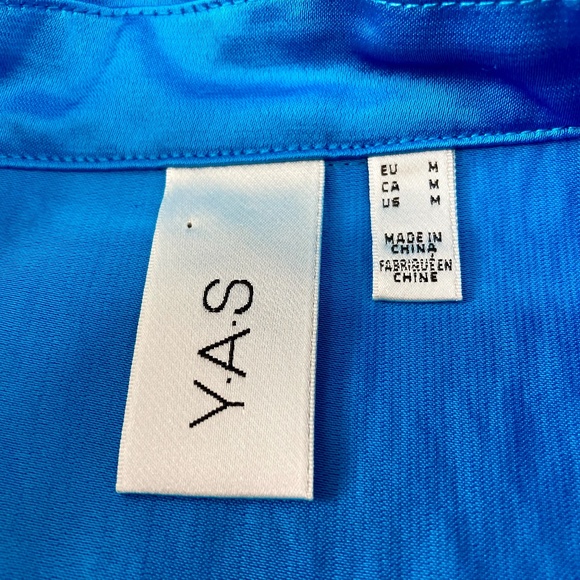 Y·A·S
EU M
CA M
US M
MADE IN
CHINA
FABRIQUÉ EN
CHINE